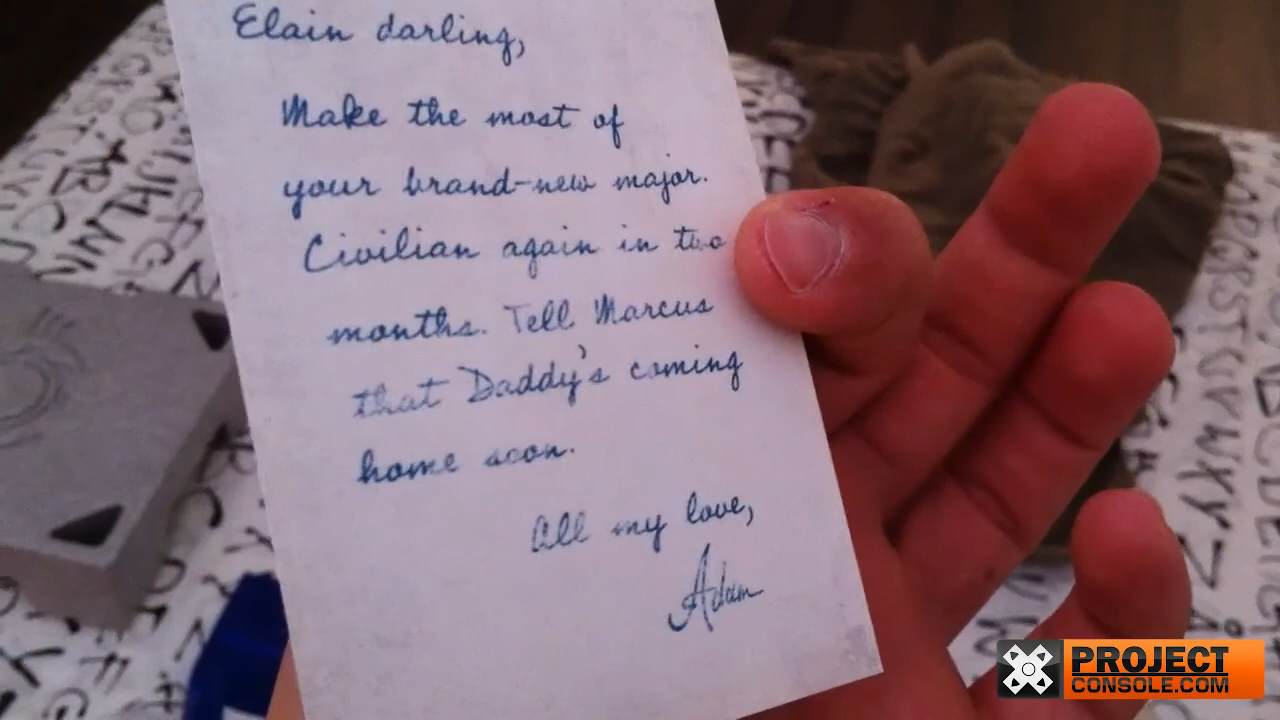 Elain darling,
Make the most of
your brand-new major.
Civilian again in two
months. Tell Marcus
that Daddy's coming
home soon.
All my love,
Adam
PROJECT
CONSOLE.COM